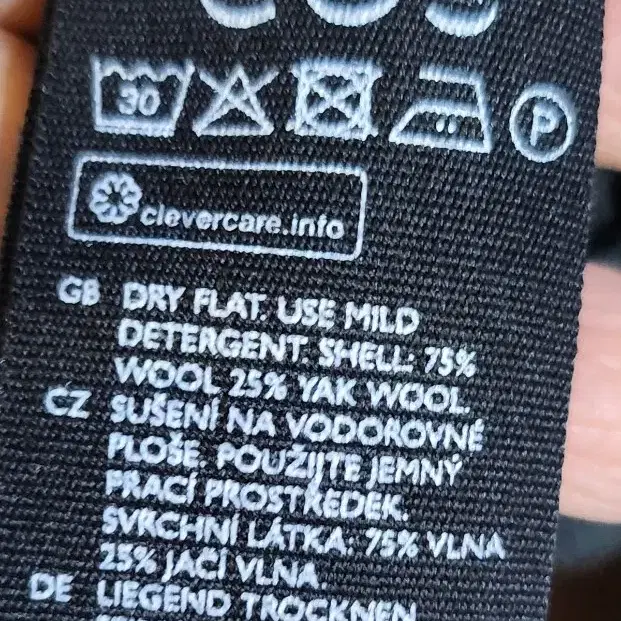 COS
30
P
clevercare.info
GB DRY FLAT. USE MILD
DETERGENT. SHELL: 75%
WOOL 25% YAK WOOL.
CZ SUŠENÍ NA VODOROVNÉ
PLOŠE. POUŽIJTE JEMNÝ
PRACÍ PROSTŘEDEK.
SVRCHNÍ LÁTKA: 75% VLNA
25% JAČÍ VLNA.
DE LIEGEND TROCKNEN